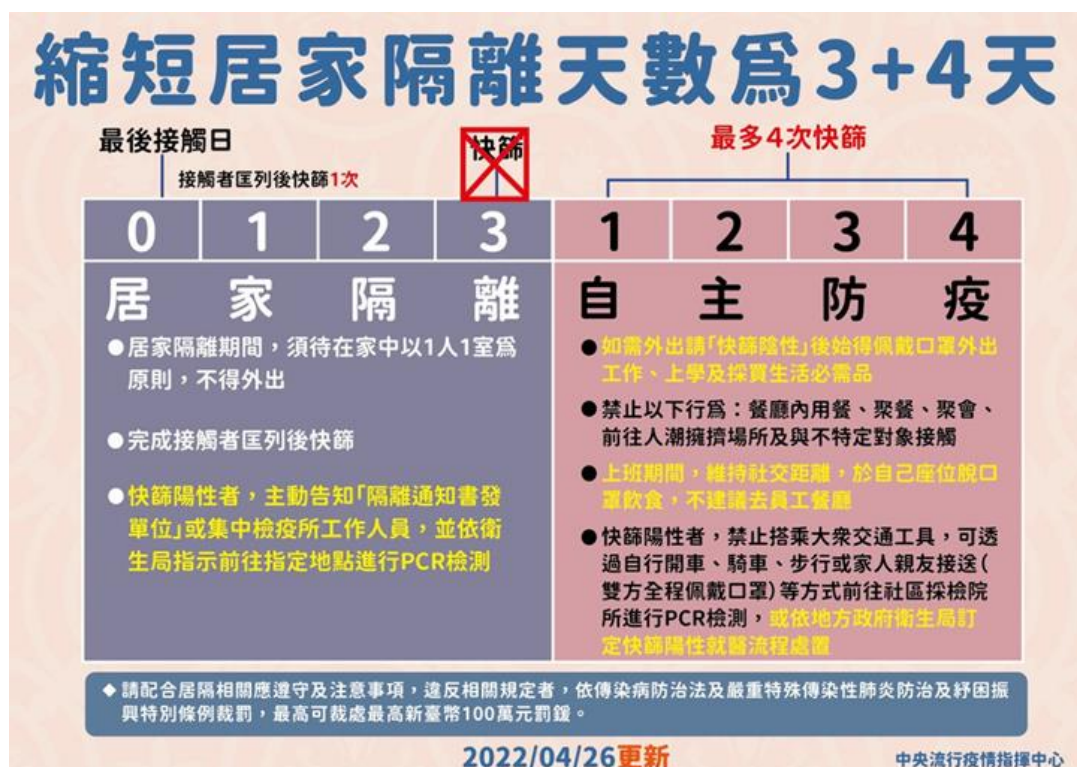 縮短居家隔離天數爲3+4天
最後接觸日
接觸者匡列後快篩1次
快篩
最多4次快篩
0 1 2 3 1 2 3 4
居家隔離
●居家隔離期間，須待在家中以1人1室爲
原則，不得外出
●完成接觸者匡列後快篩
●快篩陽性者，主動告知「隔離通知書發
單位」或集中檢疫所工作人員，並依衛
生局指示前往指定地點進行PCR檢測
自主防疫
●如需外出請「快篩陰性」後始得佩戴口罩外出
工作、上學及採買生活必需品
●禁止以下行爲：餐廳內用餐、聚餐、聚會、
前往人潮擁擠場所及與不特定對象接觸
●上班期間，維持社交距離，於自己座位脫口
罩飲食，不建議去員工餐廳
●快篩陽性者，禁止搭乘大衆交通工具，可透
過自行開車、騎車、步行或家人親友接送(
雙方全程佩戴口罩)等方式前往社區採檢院
所進行PCR檢測，或依地方政府衛生局訂
定快篩陽性就醫流程處置
◆請配合居隔相關應遵守及注意事項，違反相關規定者，依傳染病防治法及嚴重特殊傳染性肺炎防治及紓困振
興特別條例裁罰，最高可裁處最高新臺幣100萬元罰鍰。
2022/04/26更新
中央流行疫情指揮中心